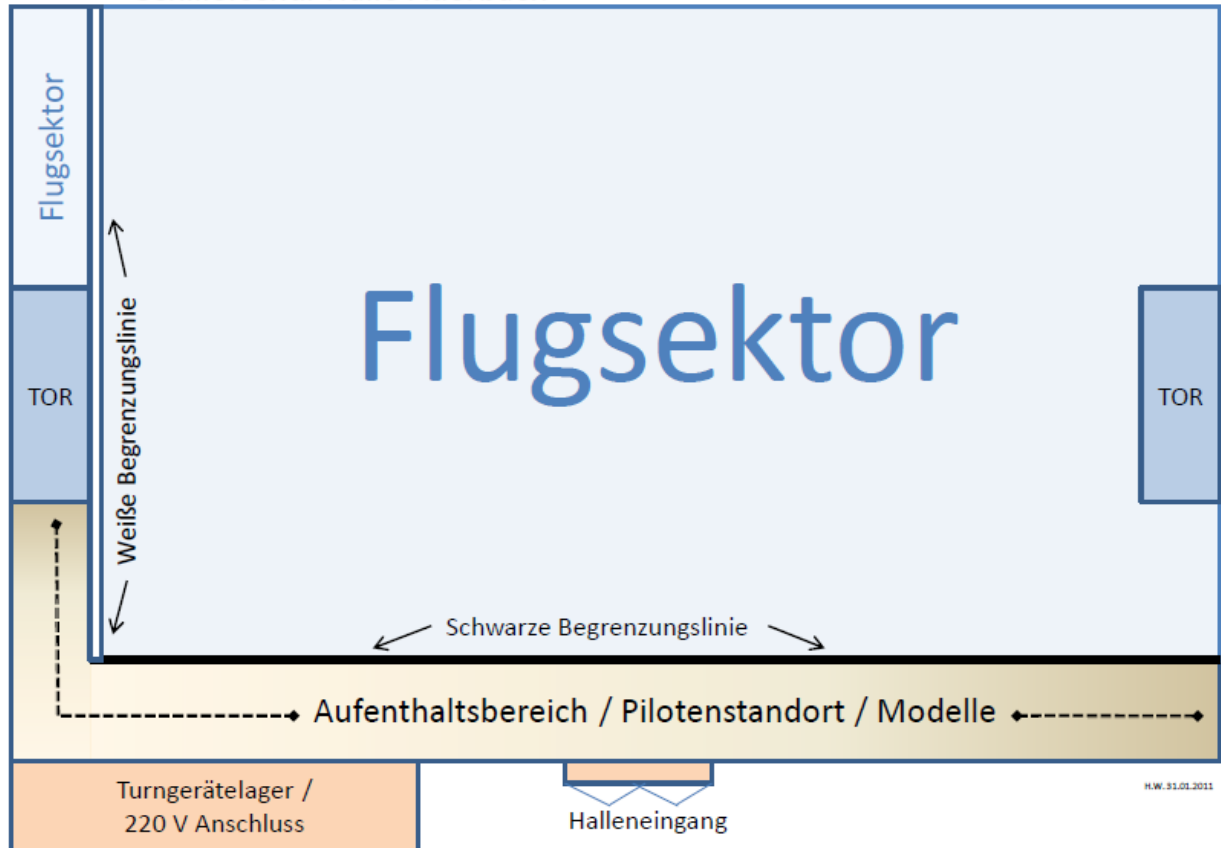 Flugsektor
Flugsektor
TOR
TOR
Weiße Begrenzungslinie
Schwarze Begrenzungslinie
Aufenthaltsbereich / Pilotenstandort / Modelle
Turngerätelager /
220 V Anschluss
Halleneingang
H.W. 31.01.2011